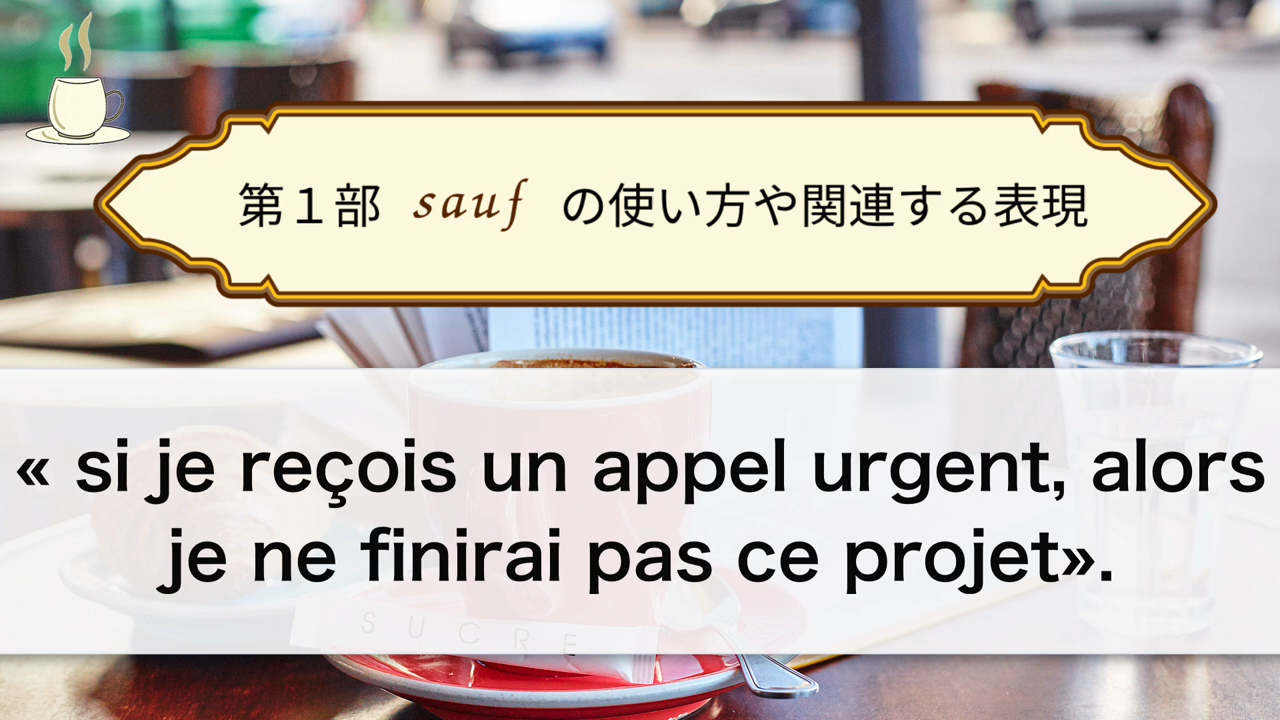 第１部 sauf の使い方や関連する表現
« si je reçois un appel urgent, alors
je ne finirai pas ce projet».
SUCRE